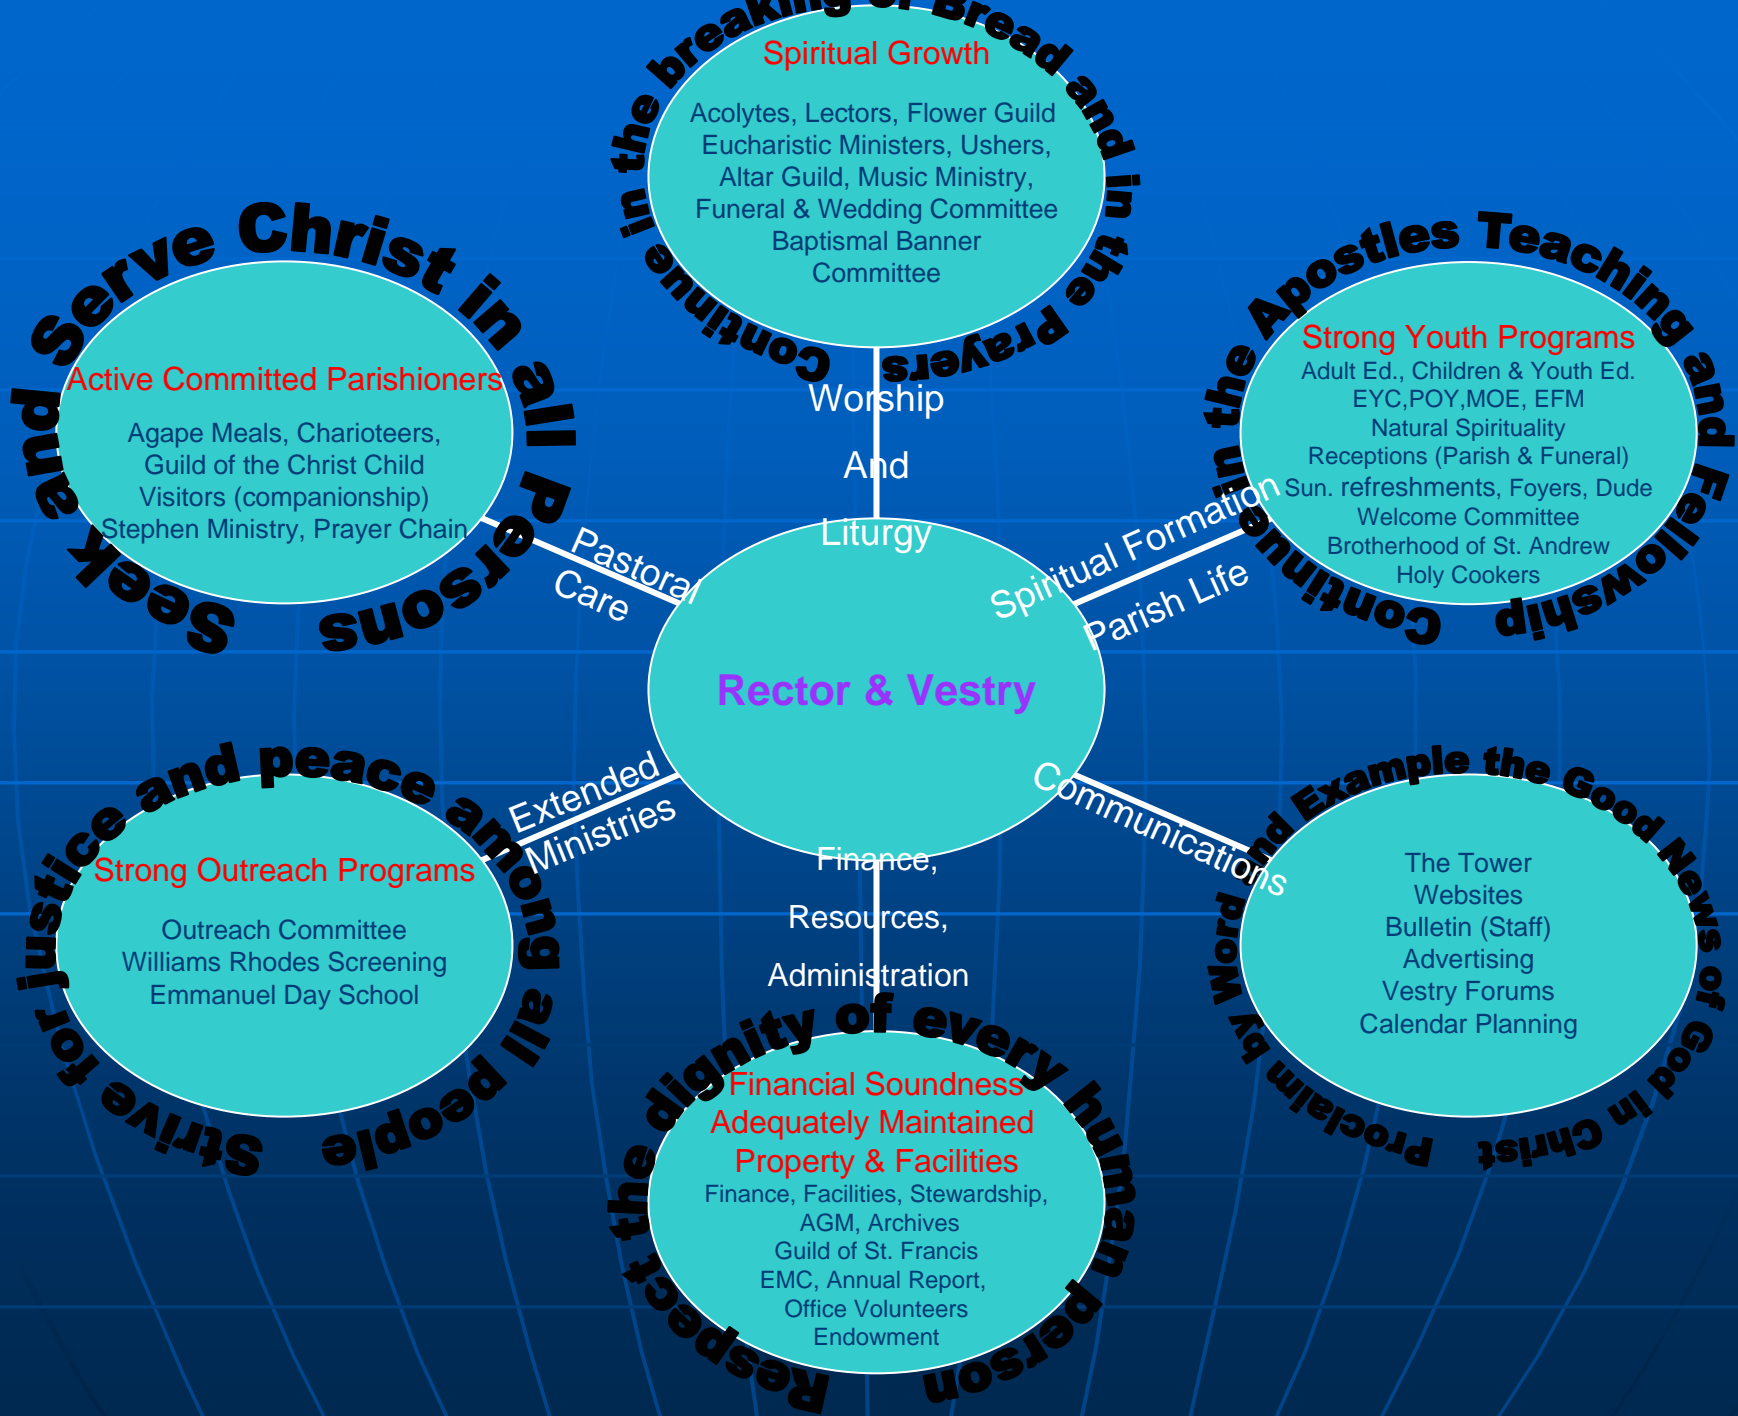 Continue in the breaking of Bread and in the Prayers
Spiritual Growth
Acolytes, Lectors, Flower Guild
Eucharistic Ministers, Ushers,
Altar Guild, Music Ministry,
Funeral & Wedding Committee
Baptismal Banner
Committee
Worship
And
Liturgy
Seek and Serve Christ in all Persons
Active Committed Parishioners
Agape Meals, Charioteers,
Guild of the Christ Child
Visitors (companionship)
Stephen Ministry, Prayer Chain
Pastoral
Care
Continue in the Apostles Teaching and Fellowship
Strong Youth Programs
Adult Ed., Children & Youth Ed.
EYC,POY,MOE, EFM
Natural Spirituality
Receptions (Parish & Funeral)
Sun. refreshments, Foyers, Dude
Welcome Committee
Brotherhood of St. Andrew
Holy Cookers
Spiritual Formation
Parish Life
Rector & Vestry
Strive for justice and peace among all people
Strong Outreach Programs
Outreach Committee
Williams Rhodes Screening
Emmanuel Day School
Extended
Ministries
Proclaim by Word and Example the Good News of God in Christ
The Tower
Websites
Bulletin (Staff)
Advertising
Vestry Forums
Calendar Planning
Communications
Finance,
Resources,
Administration
Respect the dignity of every human person
Financial Soundness
Adequately Maintained
Property & Facilities
Finance, Facilities, Stewardship,
AGM, Archives
Guild of St. Francis
EMC, Annual Report,
Office Volunteers
Endowment